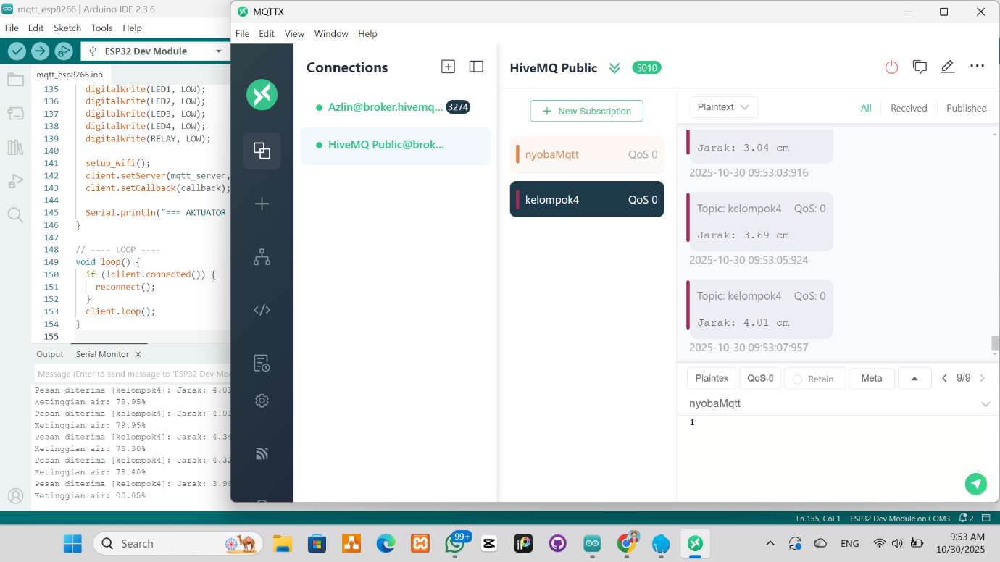 mqtt_esp8266 | Arduino IDE 2.3.6
File Edit Sketch Tools Help
ESP32 Dev Module
mqtt_esp8266.ino
135 digitalWrite(LED1, LOW);
136 digitalWrite(LED2, LOW);
137 digitalWrite(LED3, LOW);
138 digitalWrite(LED4, LOW);
139 digitalWrite(RELAY, LOW);
140
141 setup_wifi();
142 client.setServer(mqtt_server,
143 client.setCallback(callback);
144
145 Serial.println("=== AKTUATOR
146 }
147
148 // ---- LOOP ----
149 void loop() {
150 if (!client.connected()) {
151 reconnect();
152 }
153 client.loop();
154 }
155
Output Serial Monitor
Message (Enter to send message to 'ESP32 Dev Mod
Pesan diterima [kelompok4]: Jarak: 4.01
Ketinggian air: 79.95%
Pesan diterima [kelompok4]: Jarak: 4.01
Ketinggian air: 79.95%
Pesan diterima [kelompok4]: Jarak: 4.34
Ketinggian air: 78.30%
Pesan diterima [kelompok4]: Jarak: 4.32
Ketinggian air: 78.40%
Pesan diterima [kelompok4]: Jarak: 3.99
Ketinggian air: 80.05%
MQTTX
File Edit View Window Help
Connections
Azlin@broker.hivemq... 3274
HiveMQ Public@brok...
HiveMQ Public 5010
New Subscription
nyobaMqtt QoS 0
kelompok4 QoS 0
Plaintext
All Received Published
Jarak: 3.04 cm
2025-10-30 09:53:03:916
Topic: kelompok4 QoS: 0
Jarak: 3.69 cm
2025-10-30 09:53:05:924
Topic: kelompok4 QoS: 0
Jarak: 4.01 cm
2025-10-30 09:53:07:957
Plaintex QoS 0 Retain Meta 9/9
nyobaMqtt
1
Ln 155, Col 1 ESP32 Dev Module on COM3 2
Search
99+
ENG
9:53 AM
10/30/2025